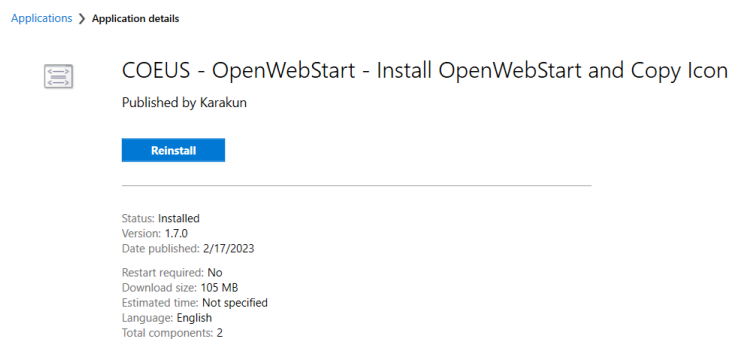 Applications ❯ Application details
COEUS - OpenWebStart - Install OpenWebStart and Copy Icon
Published by Karakun
Reinstall
Status: Installed
Version: 1.7.0
Date published: 2/17/2023
Restart required: No
Download size: 105 MB
Estimated time: Not specified
Language: English
Total components: 2